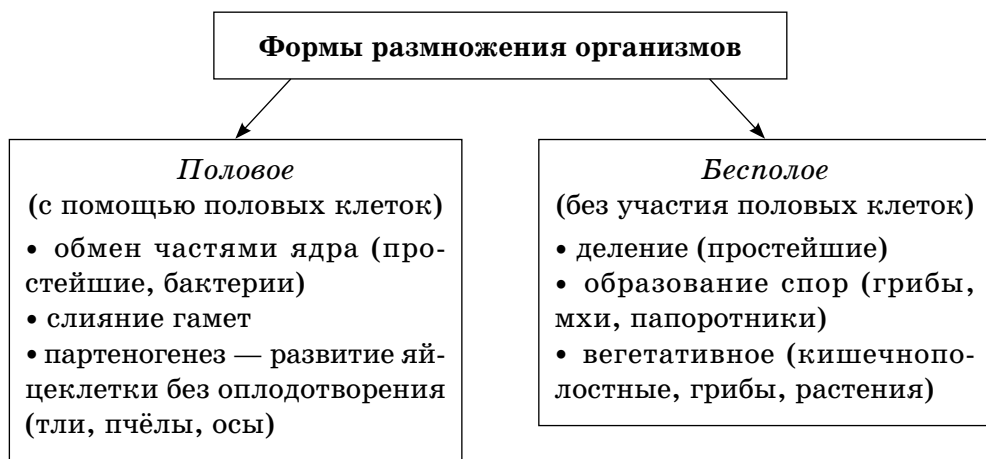 Формы размножения организмов
Половое
(с помощью половых клеток)
• обмен частями ядра (про-
стейшие, бактерии)
• слияние гамет
• партеногенез — развитие яй-
цеклетки без оплодотворения
(тли, пчёлы, осы)
Бесполое
(без участия половых клеток)
• деление (простейшие)
• образование спор (грибы,
мхи, папоротники)
• вегетативное (кишечнопо-
лостные, грибы, растения)